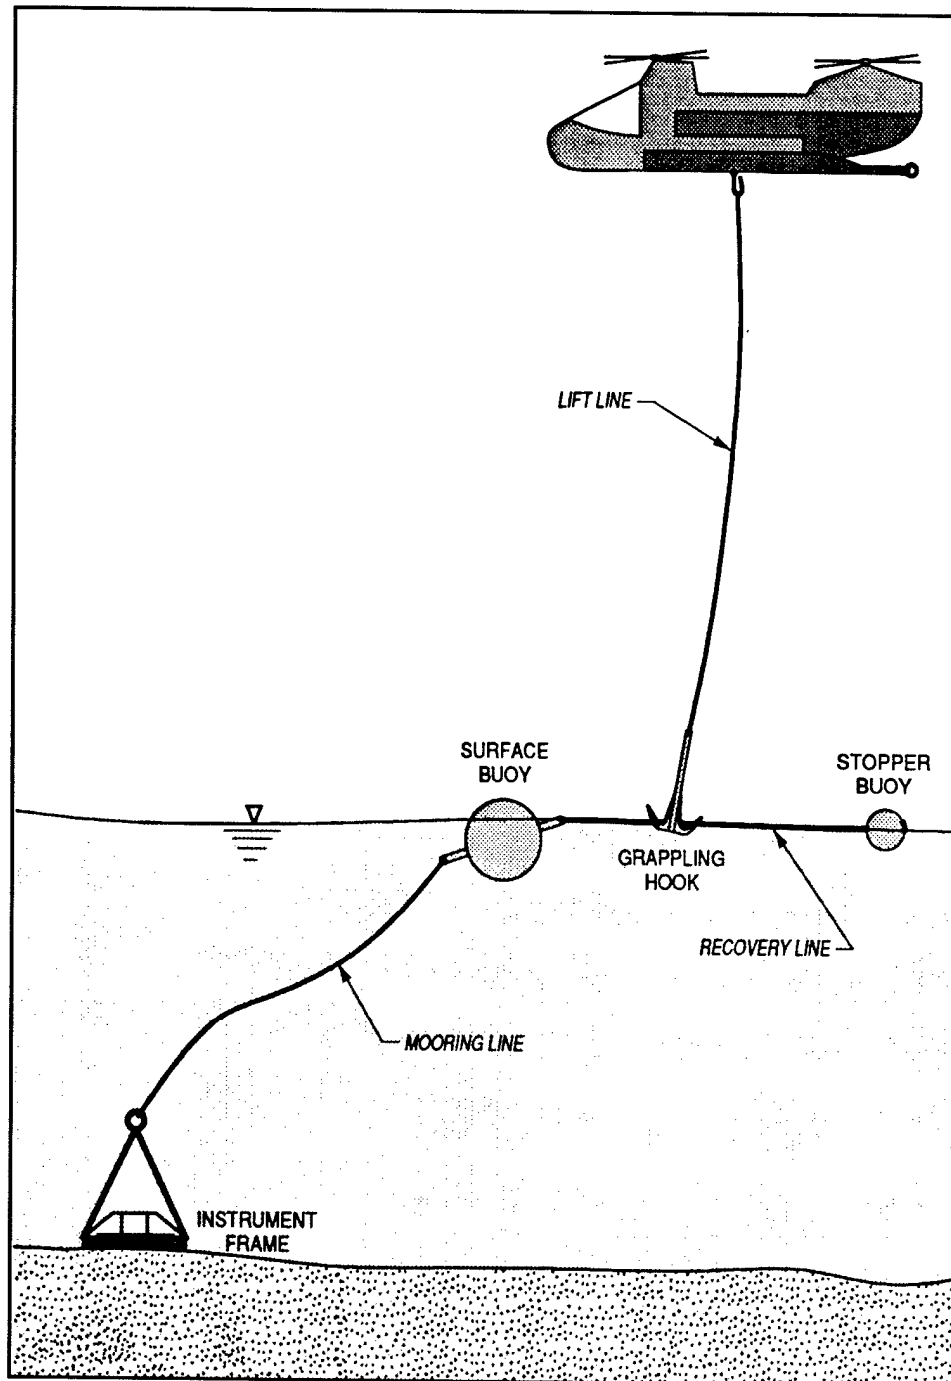 LIFT LINE
SURFACE
BUOY
STOPPER
BUOY
GRAPPLING
HOOK
RECOVERY LINE
MOORING LINE
INSTRUMENT
FRAME